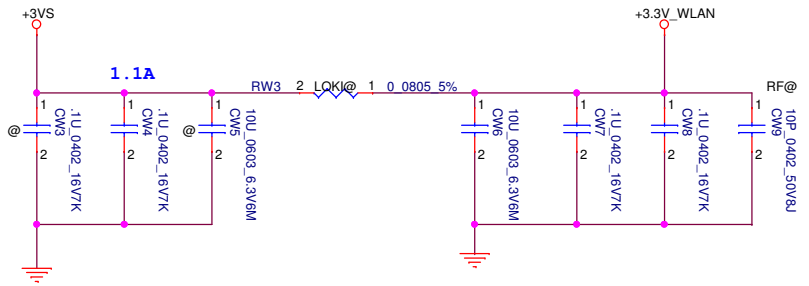 +3VS
+3.3V_WLAN
1.1A
RW3 2 LOKI@ 1 0_0805_5%
RF@
@
1
2
CW3
.1U_0402_16V7K
1
2
CW4
.1U_0402_16V7K
@
1
2
CW5
10U_0603_6.3V6M
1
2
CW6
10U_0603_6.3V6M
1
2
CW7
.1U_0402_16V7K
1
2
CW8
.1U_0402_16V7K
1
2
CW9
10P_0402_50V8J